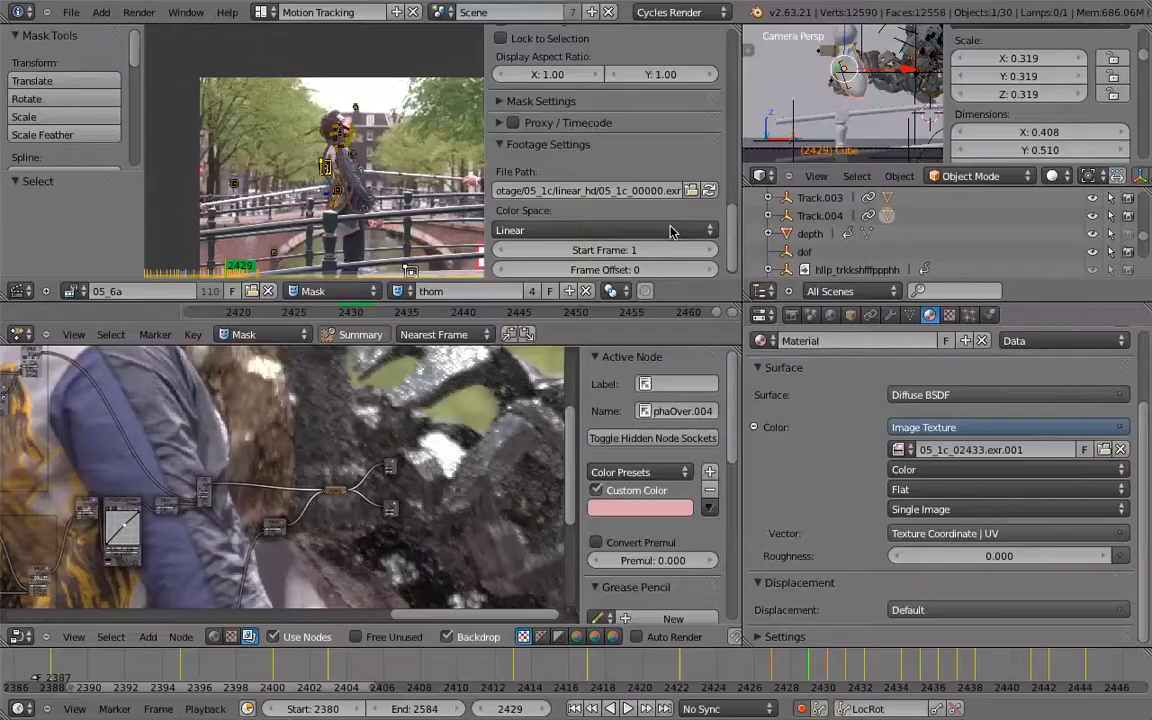 File Add Render Window Help Motion Tracking Scene 7 Cycles Render v2.63.21 | Verts:12590 | Faces:12558 | Objects:1/30 | Lamps:0/1 | Mem:686.06M
Mask Tools
Transform:
Translate
Rotate
Scale
Scale Feather
Spline:
Select
2429
Lock to Selection
Display Aspect Ratio:
X: 1.00 Y: 1.00
Mask Settings
Proxy / Timecode
Footage Settings
File Path:
otage/05_1c/linear_hd/05_1c_00000.exr
Color Space:
Linear
Start Frame: 1
Frame Offset: 0
Camera Persp
(2429) Cube
Scale:
X: 0.319
Y: 0.319
Z: 0.319
Dimensions:
X: 0.408
Y: 0.510
View Select Object Object Mode
Track.003
Track.004
depth
dof
All Scenes
05_6a 110 F Mask thom 4 F
2420 2425 2430 2435 2440 2445 2450 2455 2460
View Select Marker Key Mask Summary Nearest Frame
Active Node
Label:
Name: phaOver.004
Toggle Hidden Node Sockets
Color Presets
Custom Color
Convert Premul
Premul: 0.000
Grease Pencil
New
Material F Data
Surface
Surface: Diffuse BSDF
Color: Image Texture
05_1c_02433.exr.001 F
Color
Flat
Single Image
Vector: Texture Coordinate | UV
Roughness: 0.000
Displacement
Displacement: Default
Settings
View Select Add Node Use Nodes Free Unused Backdrop Auto Render
2387
2386 2388 2390 2392 2394 2396 2398 2400 2402 2404 2406 2408 2410 2412 2414 2416 2418 2420 2422 2424 2426 2428 2430 2432 2434 2436 2438 2440 2442 2444 2446
View Marker Frame Playback Start: 2380 End: 2584 2429 No Sync LocRot